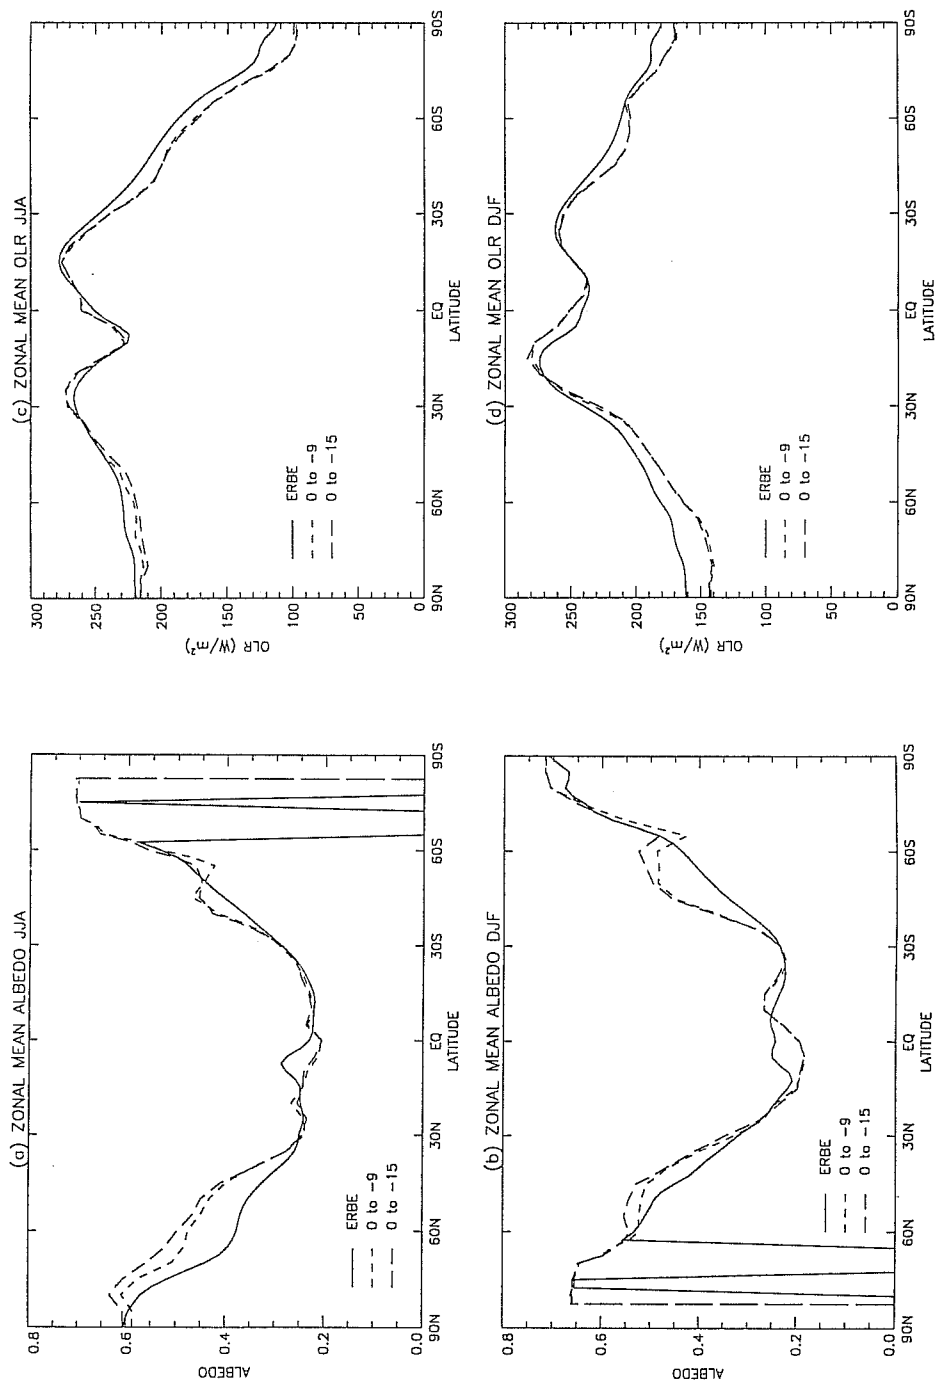 (a) ZONAL MEAN ALBEDO JJA
ALBEDO
0.8
0.6
0.4
0.2
0.0
ERBE
0 to -9
0 to -15
90N 60N 30N EQ 30S 60S 90S
LATITUDE
(c) ZONAL MEAN OLR JJA
OLR (W/m²)
300
250
200
150
100
50
0
ERBE
0 to -9
0 to -15
90N 60N 30N EQ 30S 60S 90S
LATITUDE
(b) ZONAL MEAN ALBEDO DJF
ALBEDO
0.8
0.6
0.4
0.2
0.0
ERBE
0 to -9
0 to -15
90N 60N 30N EQ 30S 60S 90S
LATITUDE
(d) ZONAL MEAN OLR DJF
OLR (W/m²)
300
250
200
150
100
50
0
ERBE
0 to -9
0 to -15
90N 60N 30N EQ 30S 60S 90S
LATITUDE